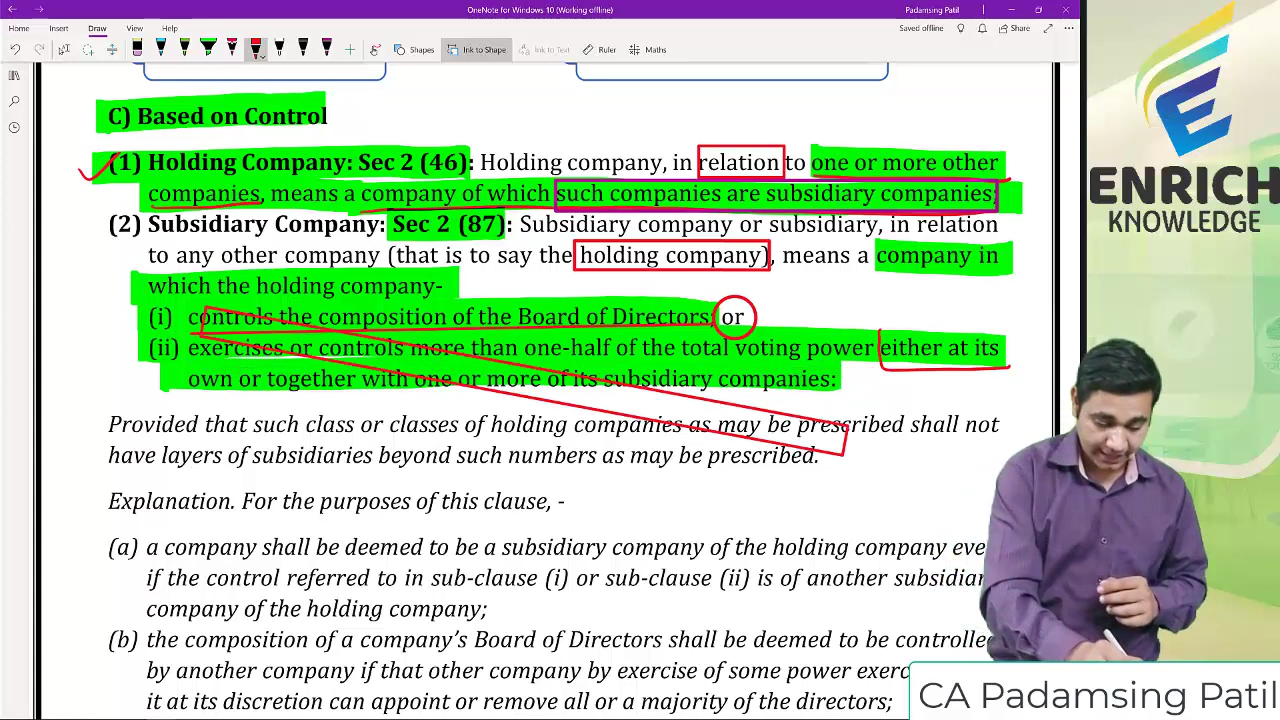 OneNote for Windows 10 (Working offline)
Padamsing Patil
Home Insert Draw View Help
Saved offline
Share
Shapes
Ink to Shape
Ink to Text
Ruler
Maths
C) Based on Control
(1) Holding Company: Sec 2 (46): Holding company, in relation to one or more other
companies, means a company of which such companies are subsidiary companies,
(2) Subsidiary Company: Sec 2 (87): Subsidiary company or subsidiary, in relation
to any other company (that is to say the holding company), means a company in
which the holding company-
(i) controls the composition of the Board of Directors; or
(ii) exercises or controls more than one-half of the total voting power either at its
own or together with one or more of its subsidiary companies:
Provided that such class or classes of holding companies as may be prescribed shall not
have layers of subsidiaries beyond such numbers as may be prescribed.
Explanation. For the purposes of this clause, -
(a) a company shall be deemed to be a subsidiary company of the holding company eve
if the control referred to in sub-clause (i) or sub-clause (ii) is of another subsidiar
company of the holding company;
(b) the composition of a company's Board of Directors shall be deemed to be controlle
by another company if that other company by exercise of some power exerc
it at its discretion can appoint or remove all or a majority of the directors;
ENRICH
KNOWLEDGE
CA Padamsing Patil